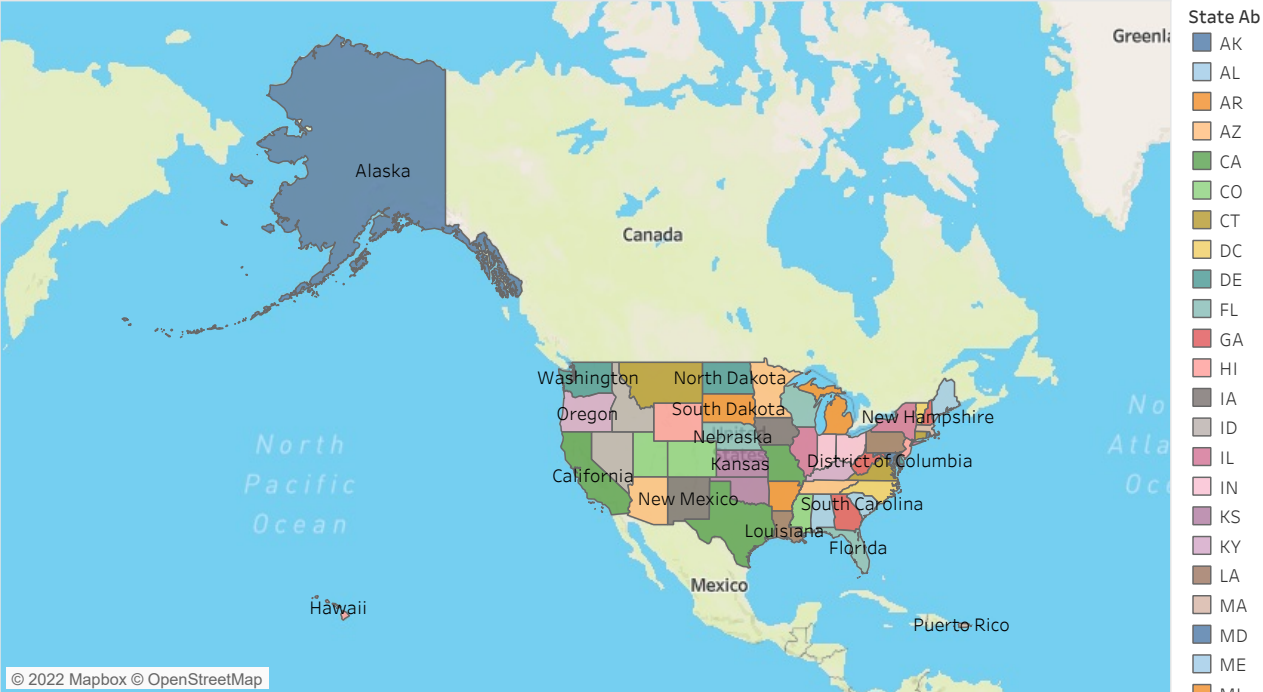 State Ab
Greenla
AK
AL
AR
AZ
CA
CO
CT
DC
DE
FL
GA
HI
IA
ID
IL
IN
KS
KY
LA
MA
MD
ME
Alaska
Canada
Washington
North Dakota
Oregon
South Dakota
New Hampshire
United
States
Nebraska
Kansas
District of Columbia
California
New Mexico
South Carolina
Louisiana
Florida
North
Pacific
Ocean
No
Atla
Oce
Mexico
Hawaii
Puerto Rico
© 2022 Mapbox © OpenStreetMap